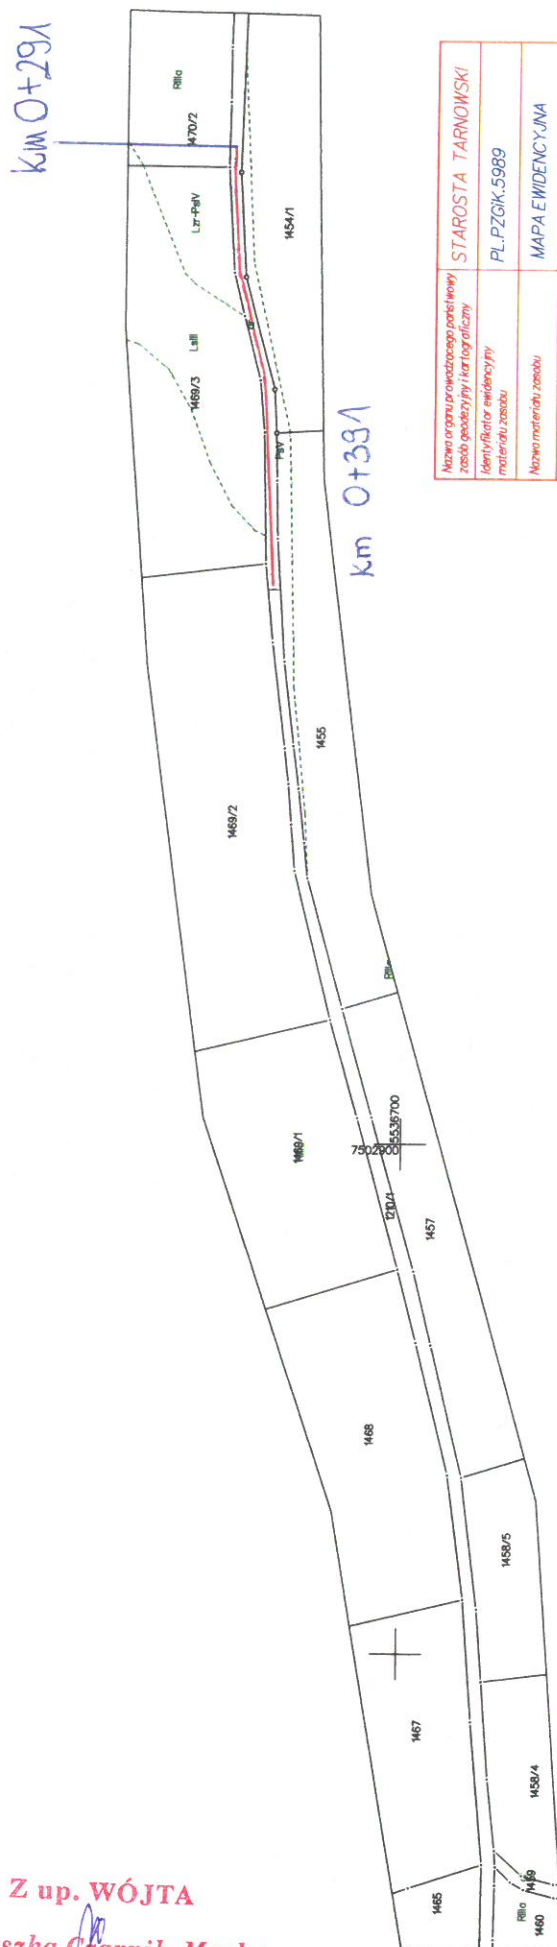 km 0+291
RIIIa
1470/2
Lzr-PsIV
1454/1
LsIII
1469/3
PsIV
km 0+391
Nazwa organu prowadzącego państwowy zasób geodezyjny i kartograficzny
STAROSTA TARNOWSKI
Identyfikator ewidencyjny materiału zasobu
PL.PZGiK.5989
Nazwa materiału zasobu
MAPA EWIDENCYJNA
1455
1469/2
1469/1
5536700
7502900
1210/1
1457
1468
1458/5
1467
1458/4
1465
1459
RIIIa
1460
Z up. WÓJTA